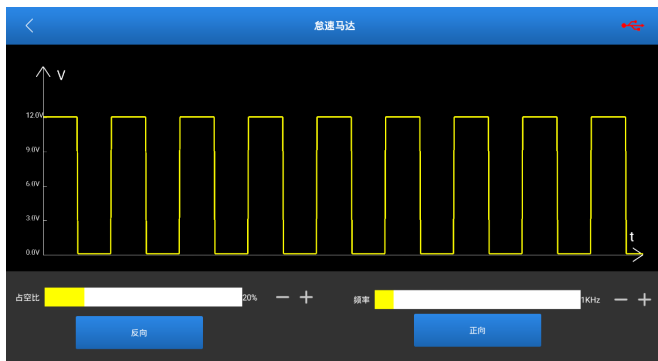 怠速马达
V
12.0V
9.0V
6.0V
3.0V
0.0V
t
占空比 20% — +
频率 1KHz — +
反向
正向